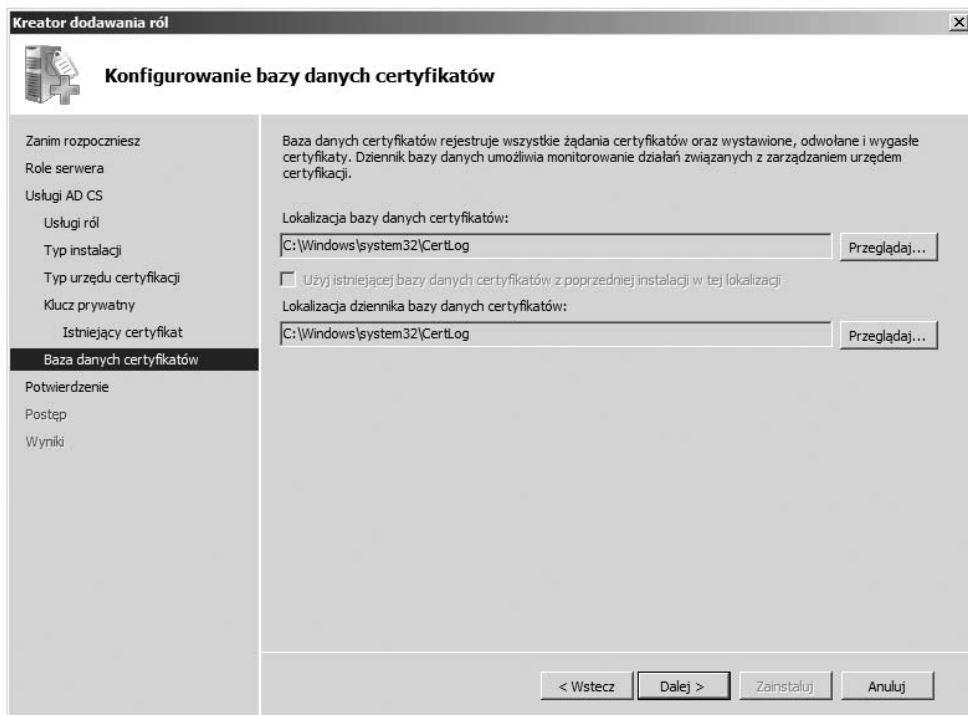 Kreator dodawania ról
Konfigurowanie bazy danych certyfikatów
Zanim rozpoczniesz
Role serwera
Usługi AD CS
Usługi ról
Typ instalacji
Typ urzędu certyfikacji
Klucz prywatny
Istniejący certyfikat
Baza danych certyfikatów
Potwierdzenie
Postęp
Wyniki
Baza danych certyfikatów rejestruje wszystkie żądania certyfikatów oraz wystawione, odwołane i wygasłe
certyfikaty. Dziennik bazy danych umożliwia monitorowanie działań związanych z zarządzaniem urzędem
certyfikacji.
Lokalizacja bazy danych certyfikatów:
C:\Windows\system32\CertLog
Przeglądaj...
Użyj istniejącej bazy danych certyfikatów z poprzedniej instalacji w tej lokalizacji
Lokalizacja dziennika bazy danych certyfikatów:
C:\Windows\system32\CertLog
Przeglądaj...
< Wstecz
Dalej >
Zainstaluj
Anuluj